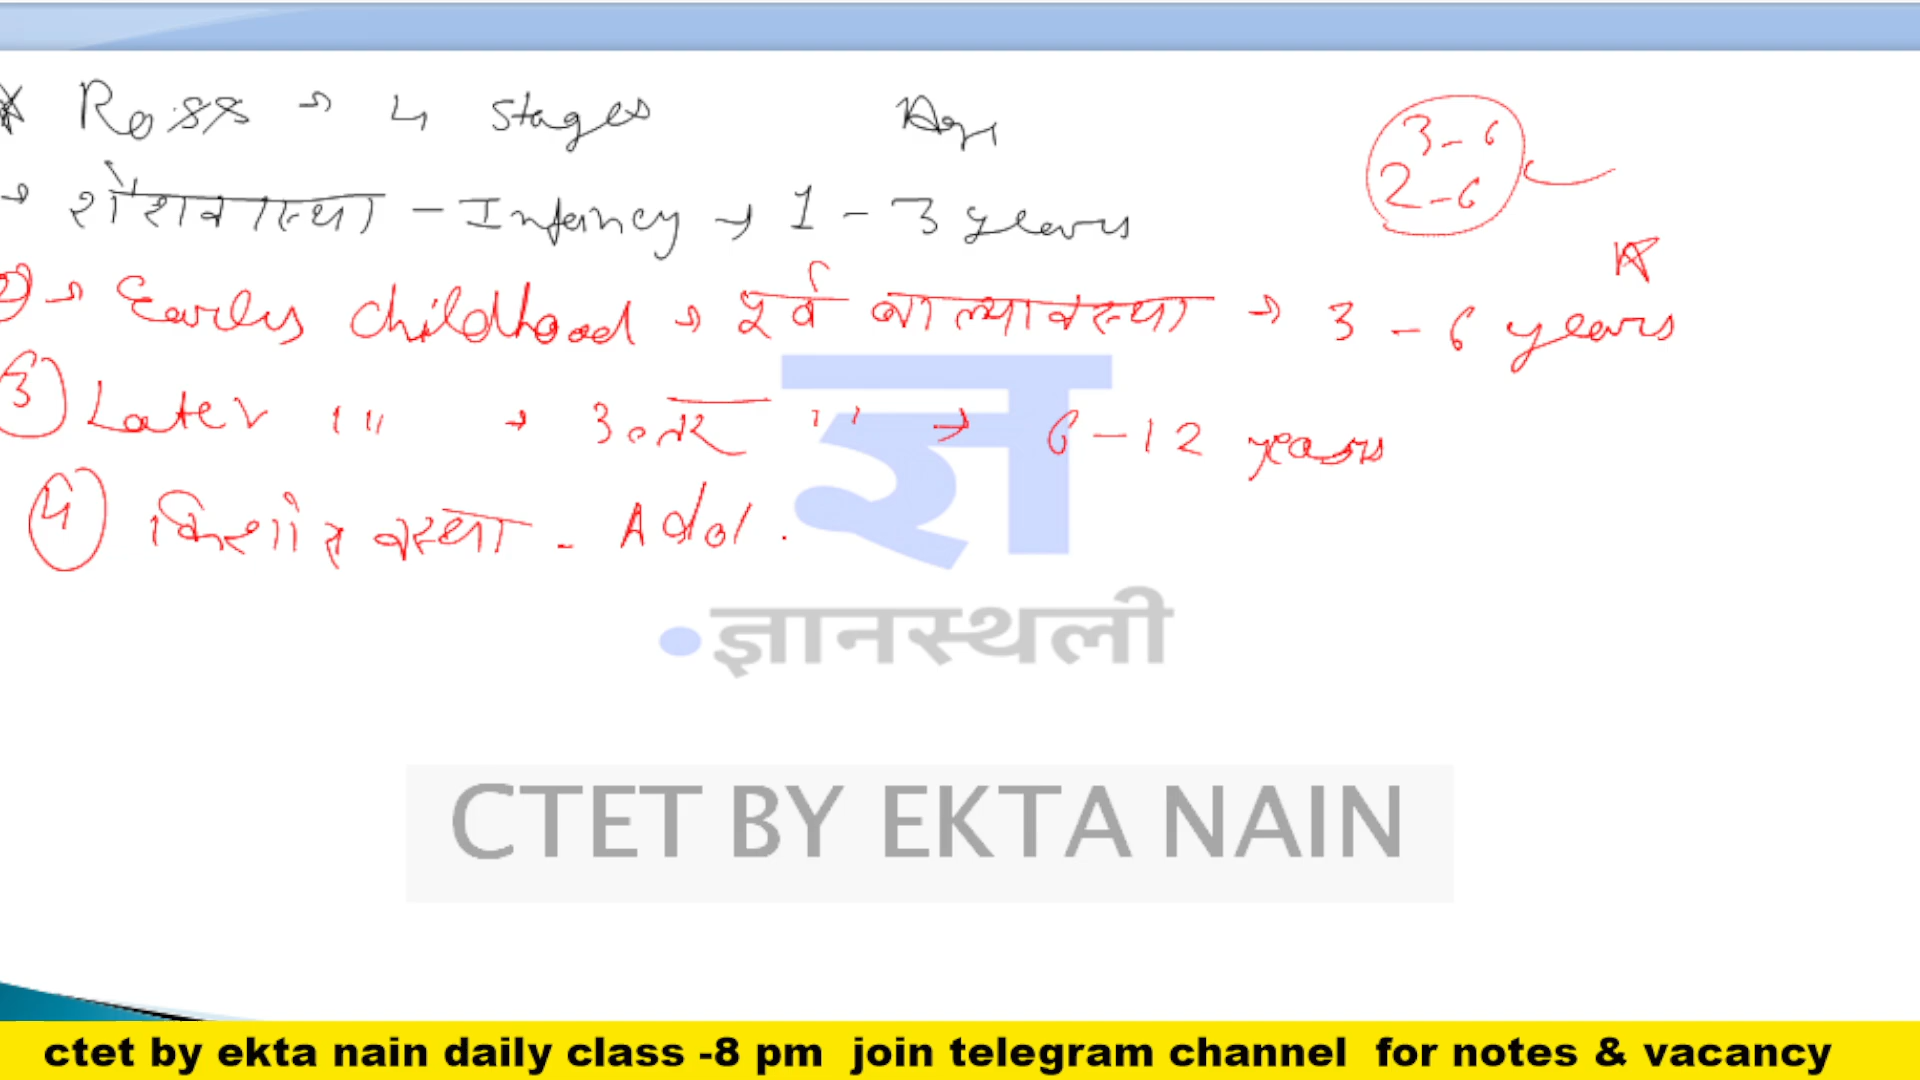 Ross → 4 stages Age
3-6
2-6
→ शैशवावस्था - Infancy → 1 - 3 years
2) → Early childhood → पूर्व बाल्यावस्था → 3 - 6 years
3) Later " → उत्तर " → 6-12 years
4) किशोरावस्था - Adol.
ज्ञ
ज्ञानस्थली
CTET BY EKTA NAIN
ctet by ekta nain daily class -8 pm join telegram channel for notes & vacancy